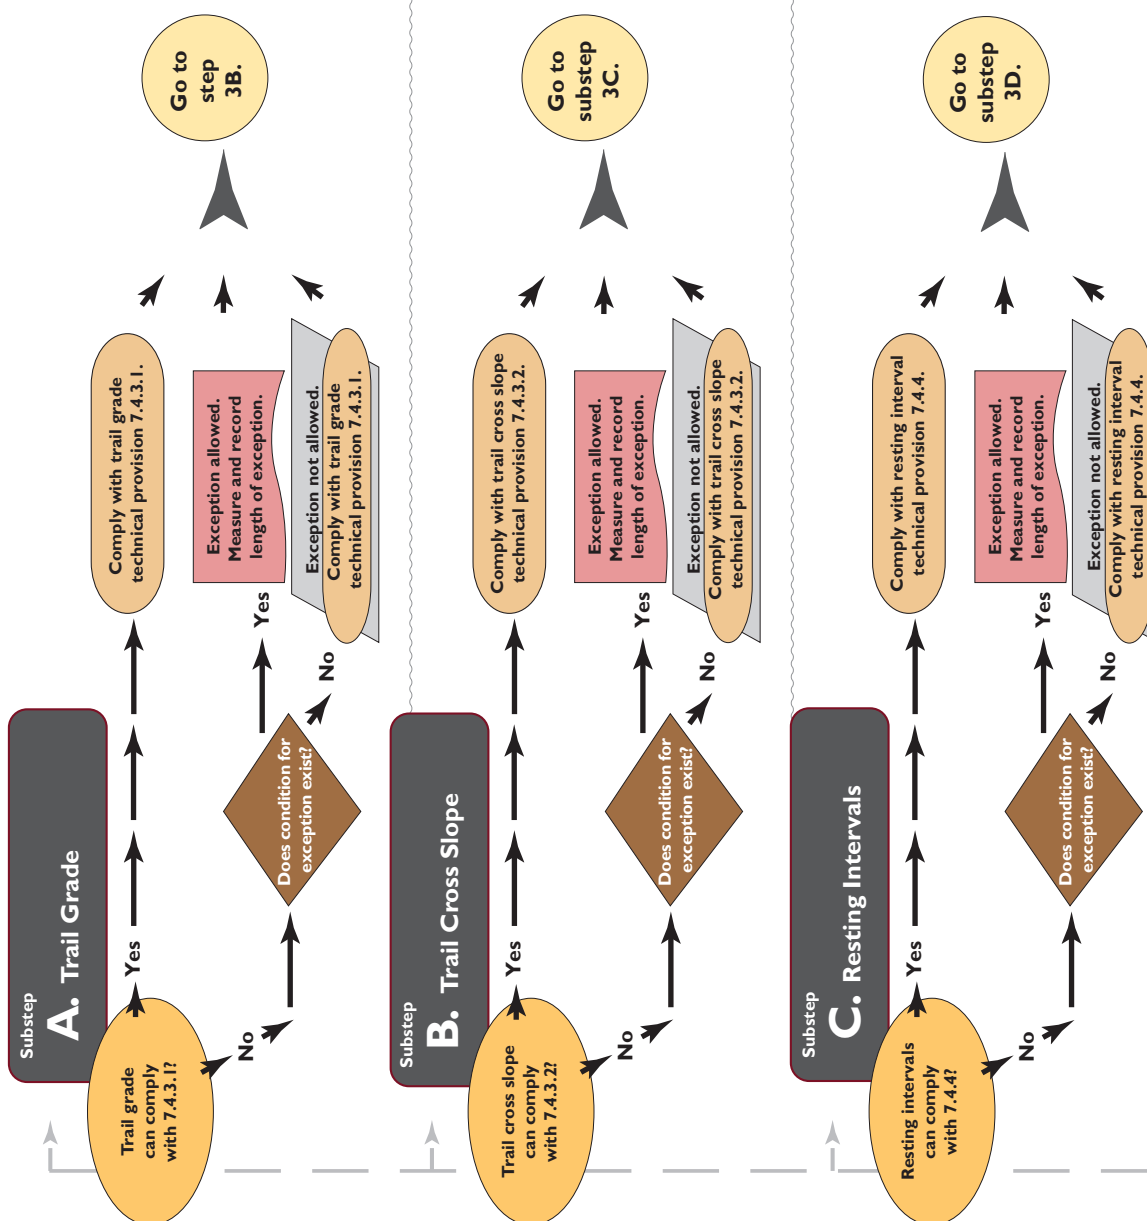 Substep
A. Trail Grade
Trail grade
can comply
with 7.4.3.1?
Yes
Comply with trail grade
technical provision 7.4.3.1.
No
Does condition for
exception exist?
Yes
Exception allowed.
Measure and record
length of exception.
No
Exception not allowed.
Comply with trail grade
technical provision 7.4.3.1.
Go to
step
3B.
Substep
B. Trail Cross Slope
Trail cross slope
can comply
with 7.4.3.2?
Yes
Comply with trail cross slope
technical provision 7.4.3.2.
No
Does condition for
exception exist?
Yes
Exception allowed.
Measure and record
length of exception.
No
Exception not allowed.
Comply with trail cross slope
technical provision 7.4.3.2.
Go to
substep
3C.
Substep
C. Resting Intervals
Resting intervals
can comply
with 7.4.4?
Yes
Comply with resting interval
technical provision 7.4.4.
No
Does condition for
exception exist?
Yes
Exception allowed.
Measure and record
length of exception.
No
Exception not allowed.
Comply with resting interval
technical provision 7.4.4.
Go to
substep
3D.